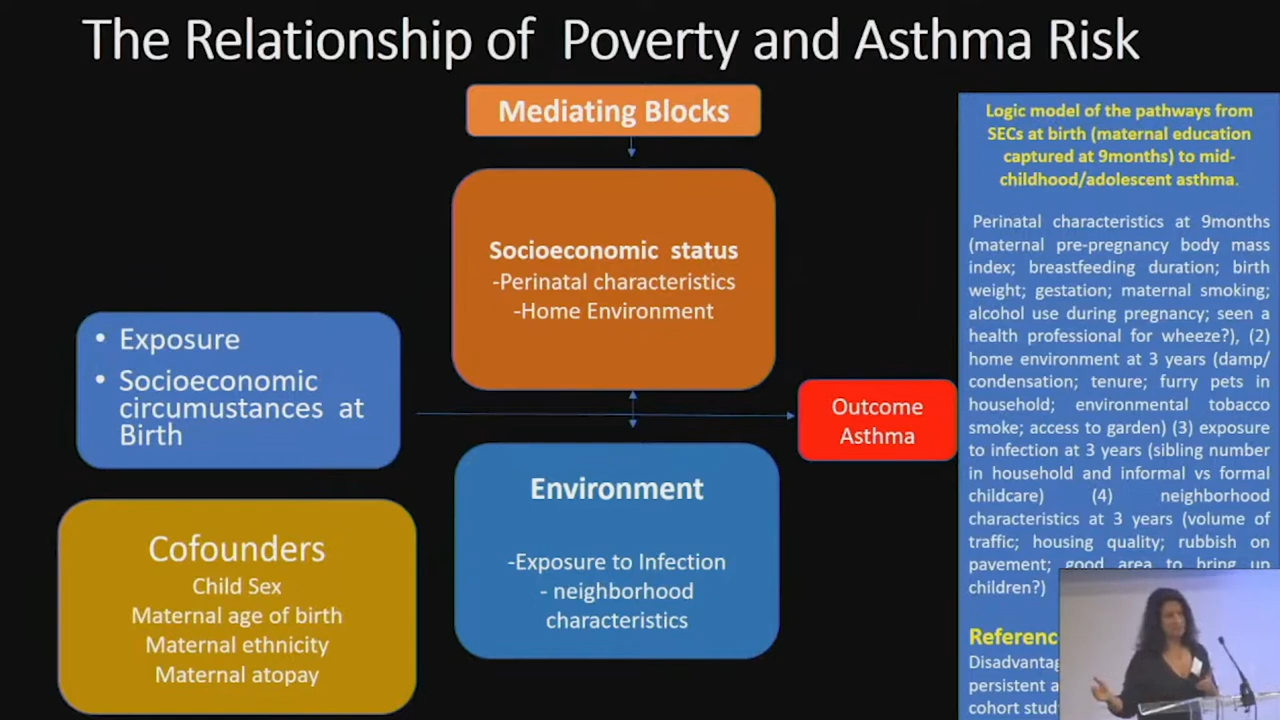 The Relationship of Poverty and Asthma Risk
Mediating Blocks
Socioeconomic status
-Perinatal characteristics
-Home Environment
• Exposure
• Socioeconomic
circumustances at
Birth
Outcome
Asthma
Environment
-Exposure to Infection
- neighborhood
characteristics
Cofounders
Child Sex
Maternal age of birth
Maternal ethnicity
Maternal atopay
Logic model of the pathways from
SECs at birth (maternal education
captured at 9months) to mid-
childhood/adolescent asthma.
Perinatal characteristics at 9months
(maternal pre-pregnancy body mass
index; breastfeeding duration; birth
weight; gestation; maternal smoking;
alcohol use during pregnancy; seen a
health professional for wheeze?), (2)
home environment at 3 years (damp/
condensation; tenure; furry pets in
household; environmental tobacco
smoke; access to garden) (3) exposure
to infection at 3 years (sibling number
in household and informal vs formal
childcare) (4) neighborhood
characteristics at 3 years (volume of
traffic; housing quality; rubbish on
pavement; good area to bring up
children?)
persistent a
cohort